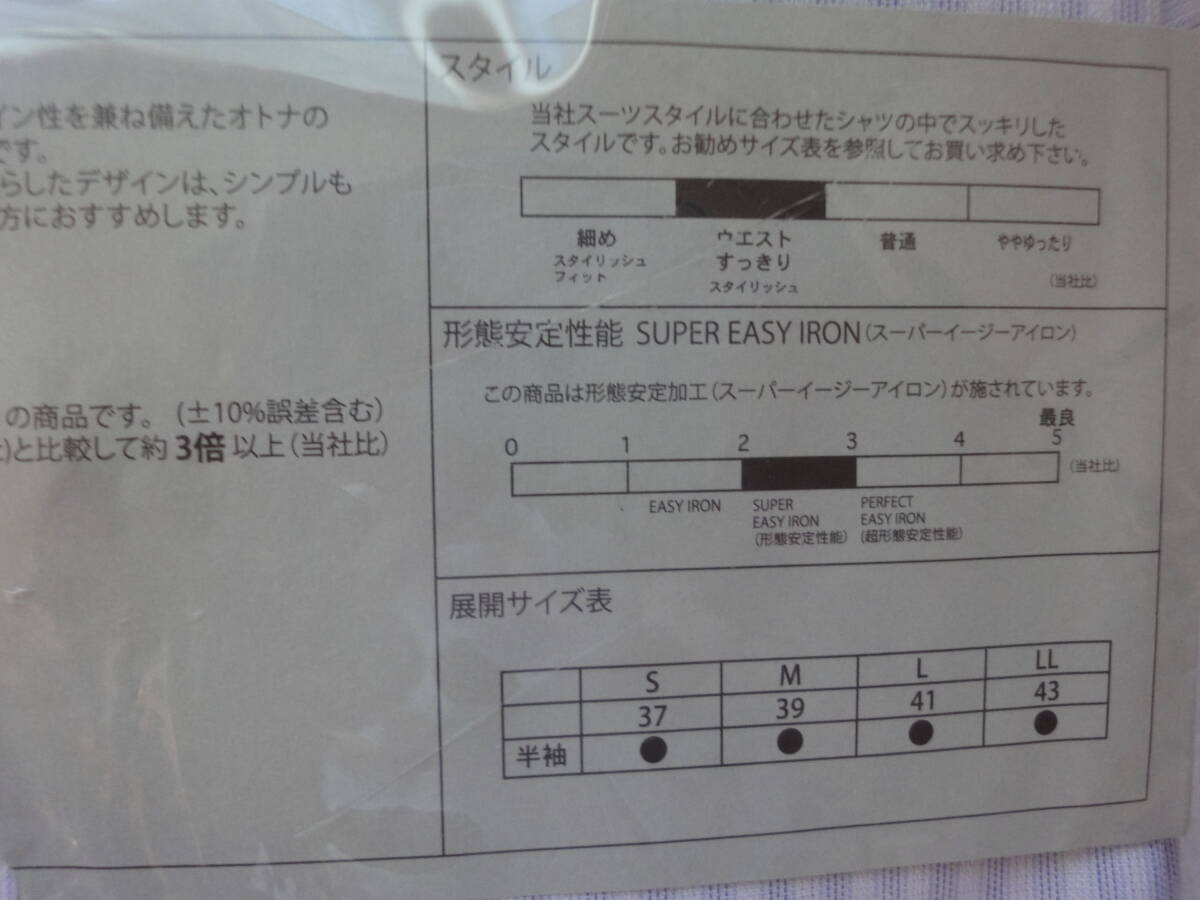 イン性を兼ね備えたオトナの
です。
らしたデザインは、シンプルも
方におすすめします。
の商品です。(±10%誤差含む)
と比較して約 3倍 以上(当社比)
スタイル
当社スーツスタイルに合わせたシャツの中でスッキリした
スタイルです。お勧めサイズ表を参照してお買い求め下さい。
細め
スタイリッシュ
フィット
ウエスト
すっきり
スタイリッシュ
普通
ややゆったり
(当社比)
形態安定性能 SUPER EASY IRON(スーパーイージーアイロン)
この商品は形態安定加工(スーパーイージーアイロン)が施されています。
最良
0 1 2 3 4 5
(当社比)
EASY IRON
SUPER
EASY IRON
(形態安定性能)
PERFECT
EASY IRON
(超形態安定性能)
展開サイズ表
S M L LL
37 39 41 43
半袖 ● ● ● ●